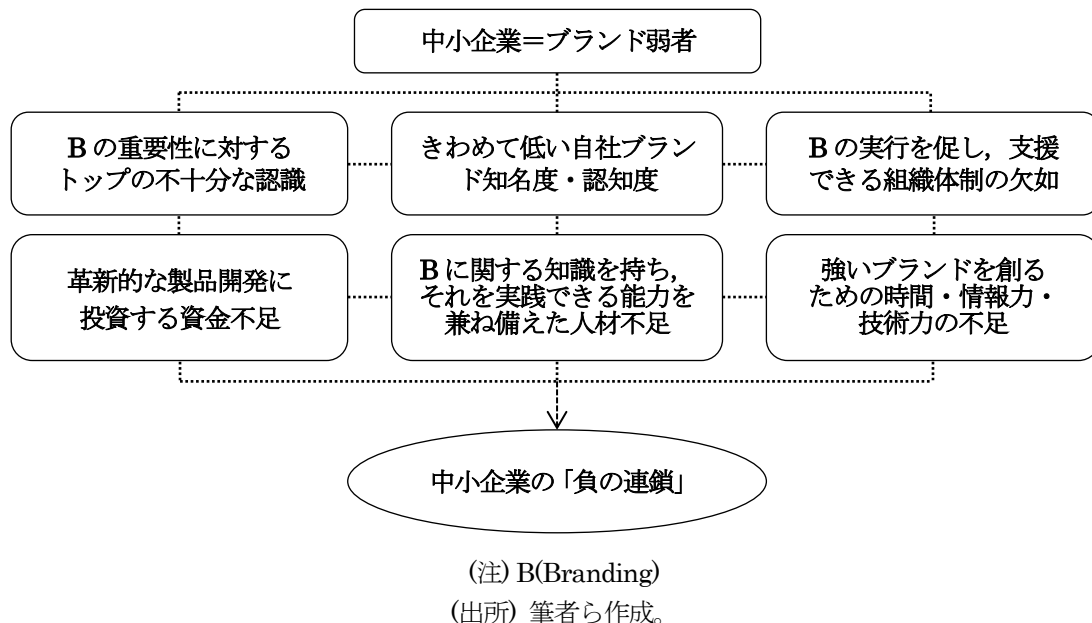 中小企業=ブランド弱者
Bの重要性に対する
トップの不十分な認識
きわめて低い自社ブラン
ド知名度・認知度
Bの実行を促し，支援
できる組織体制の欠如
革新的な製品開発に
投資する資金不足
Bに関する知識を持ち，
それを実践できる能力を
兼ね備えた人材不足
強いブランドを創る
ための時間・情報力・
技術力の不足
中小企業の「負の連鎖」
(注) B(Branding)
(出所) 筆者ら作成。